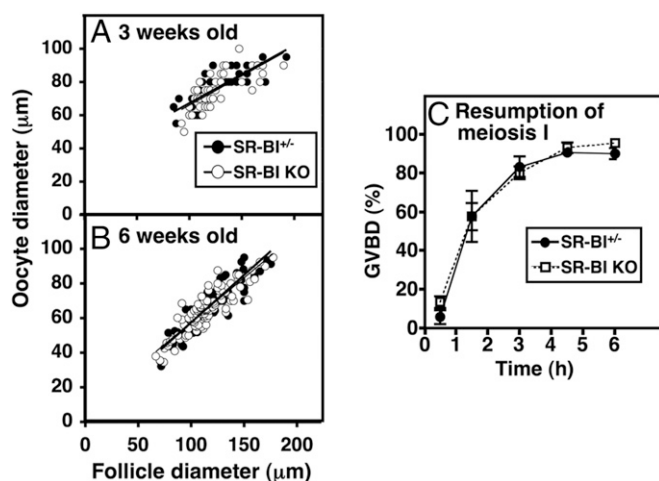 A 3 weeks old
100
80
60
40
20
0
SR-BI+/-
SR-BI KO
B 6 weeks old
100
80
60
40
20
0
0 50 100 150 200
Follicle diameter (µm)
Oocyte diameter (µm)
C Resumption of
meiosis I
100
80
60
40
20
0
SR-BI+/-
SR-BI KO
0 1 2 3 4 5 6
Time (h)
GVBD (%)